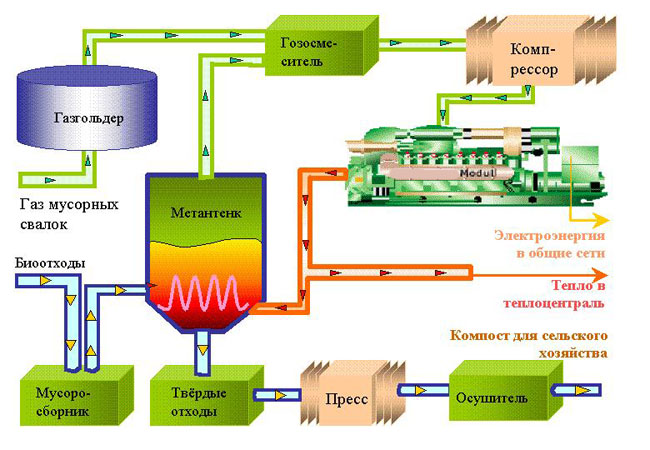 Гозосме-
ситель
Комп-
рессор
Газгольдер
Modul
Газ мусорных
свалок
Метантенк
Электроэнергия
в общие сети
Биоотходы
Тепло в
теплоцентраль
Компост для сельского
хозяйства
Мусоро-
сборник
Твёрдые
отходы
Пресс
Осушитель